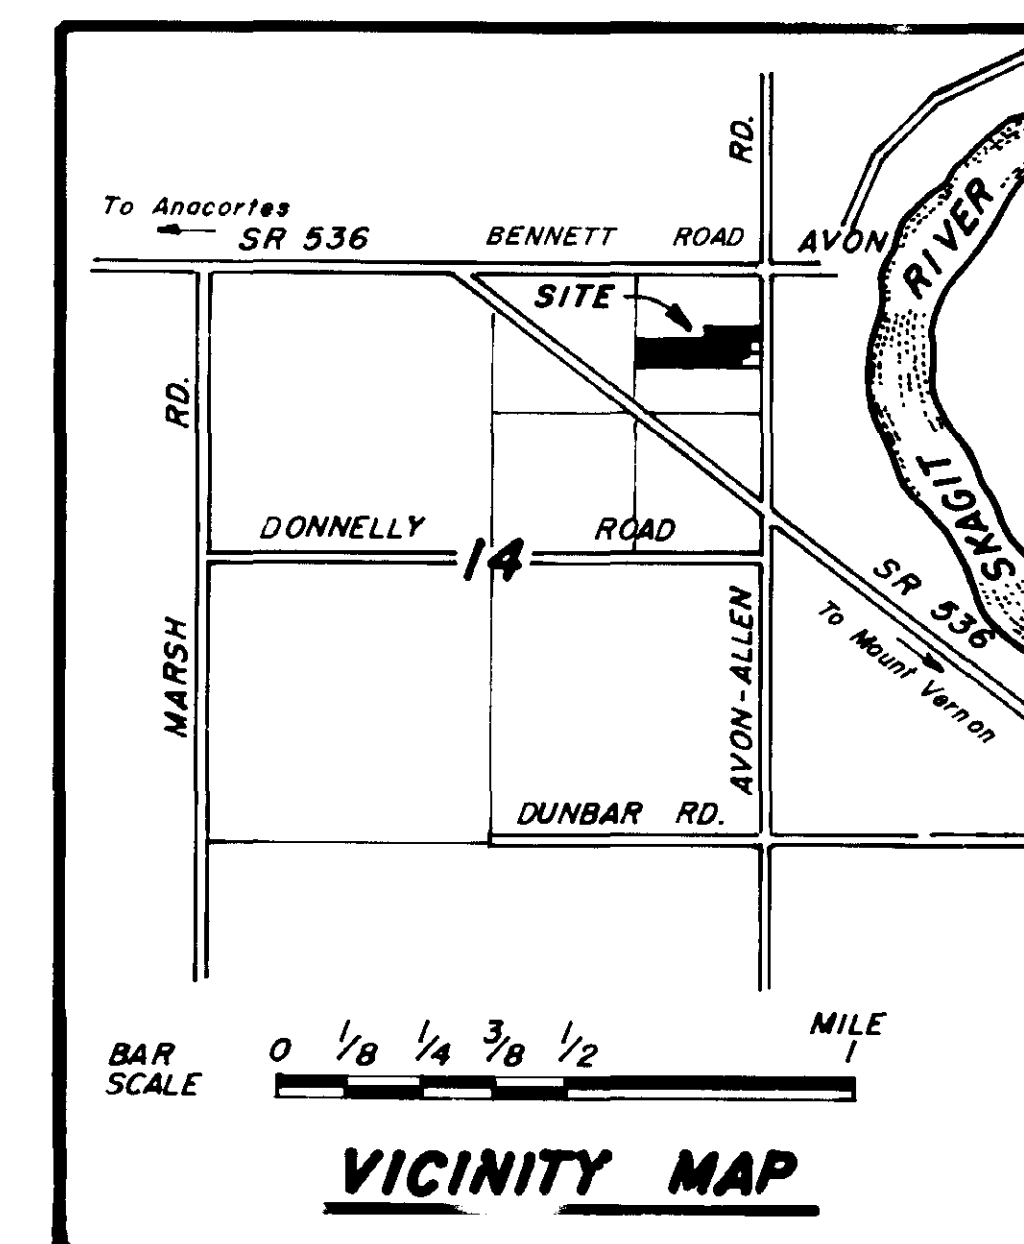 RD.
To Anacortes
SR 536
BENNETT ROAD
AVON
RIVER
SITE
RD.
SKAGIT
DONNELLY ROAD
14
SR 536
To Mount Vernon
MARSH
AVON-ALLEN
DUNBAR RD.
MILE
BAR SCALE
0 1/8 1/4 3/8 1/2 1
VICINITY MAP